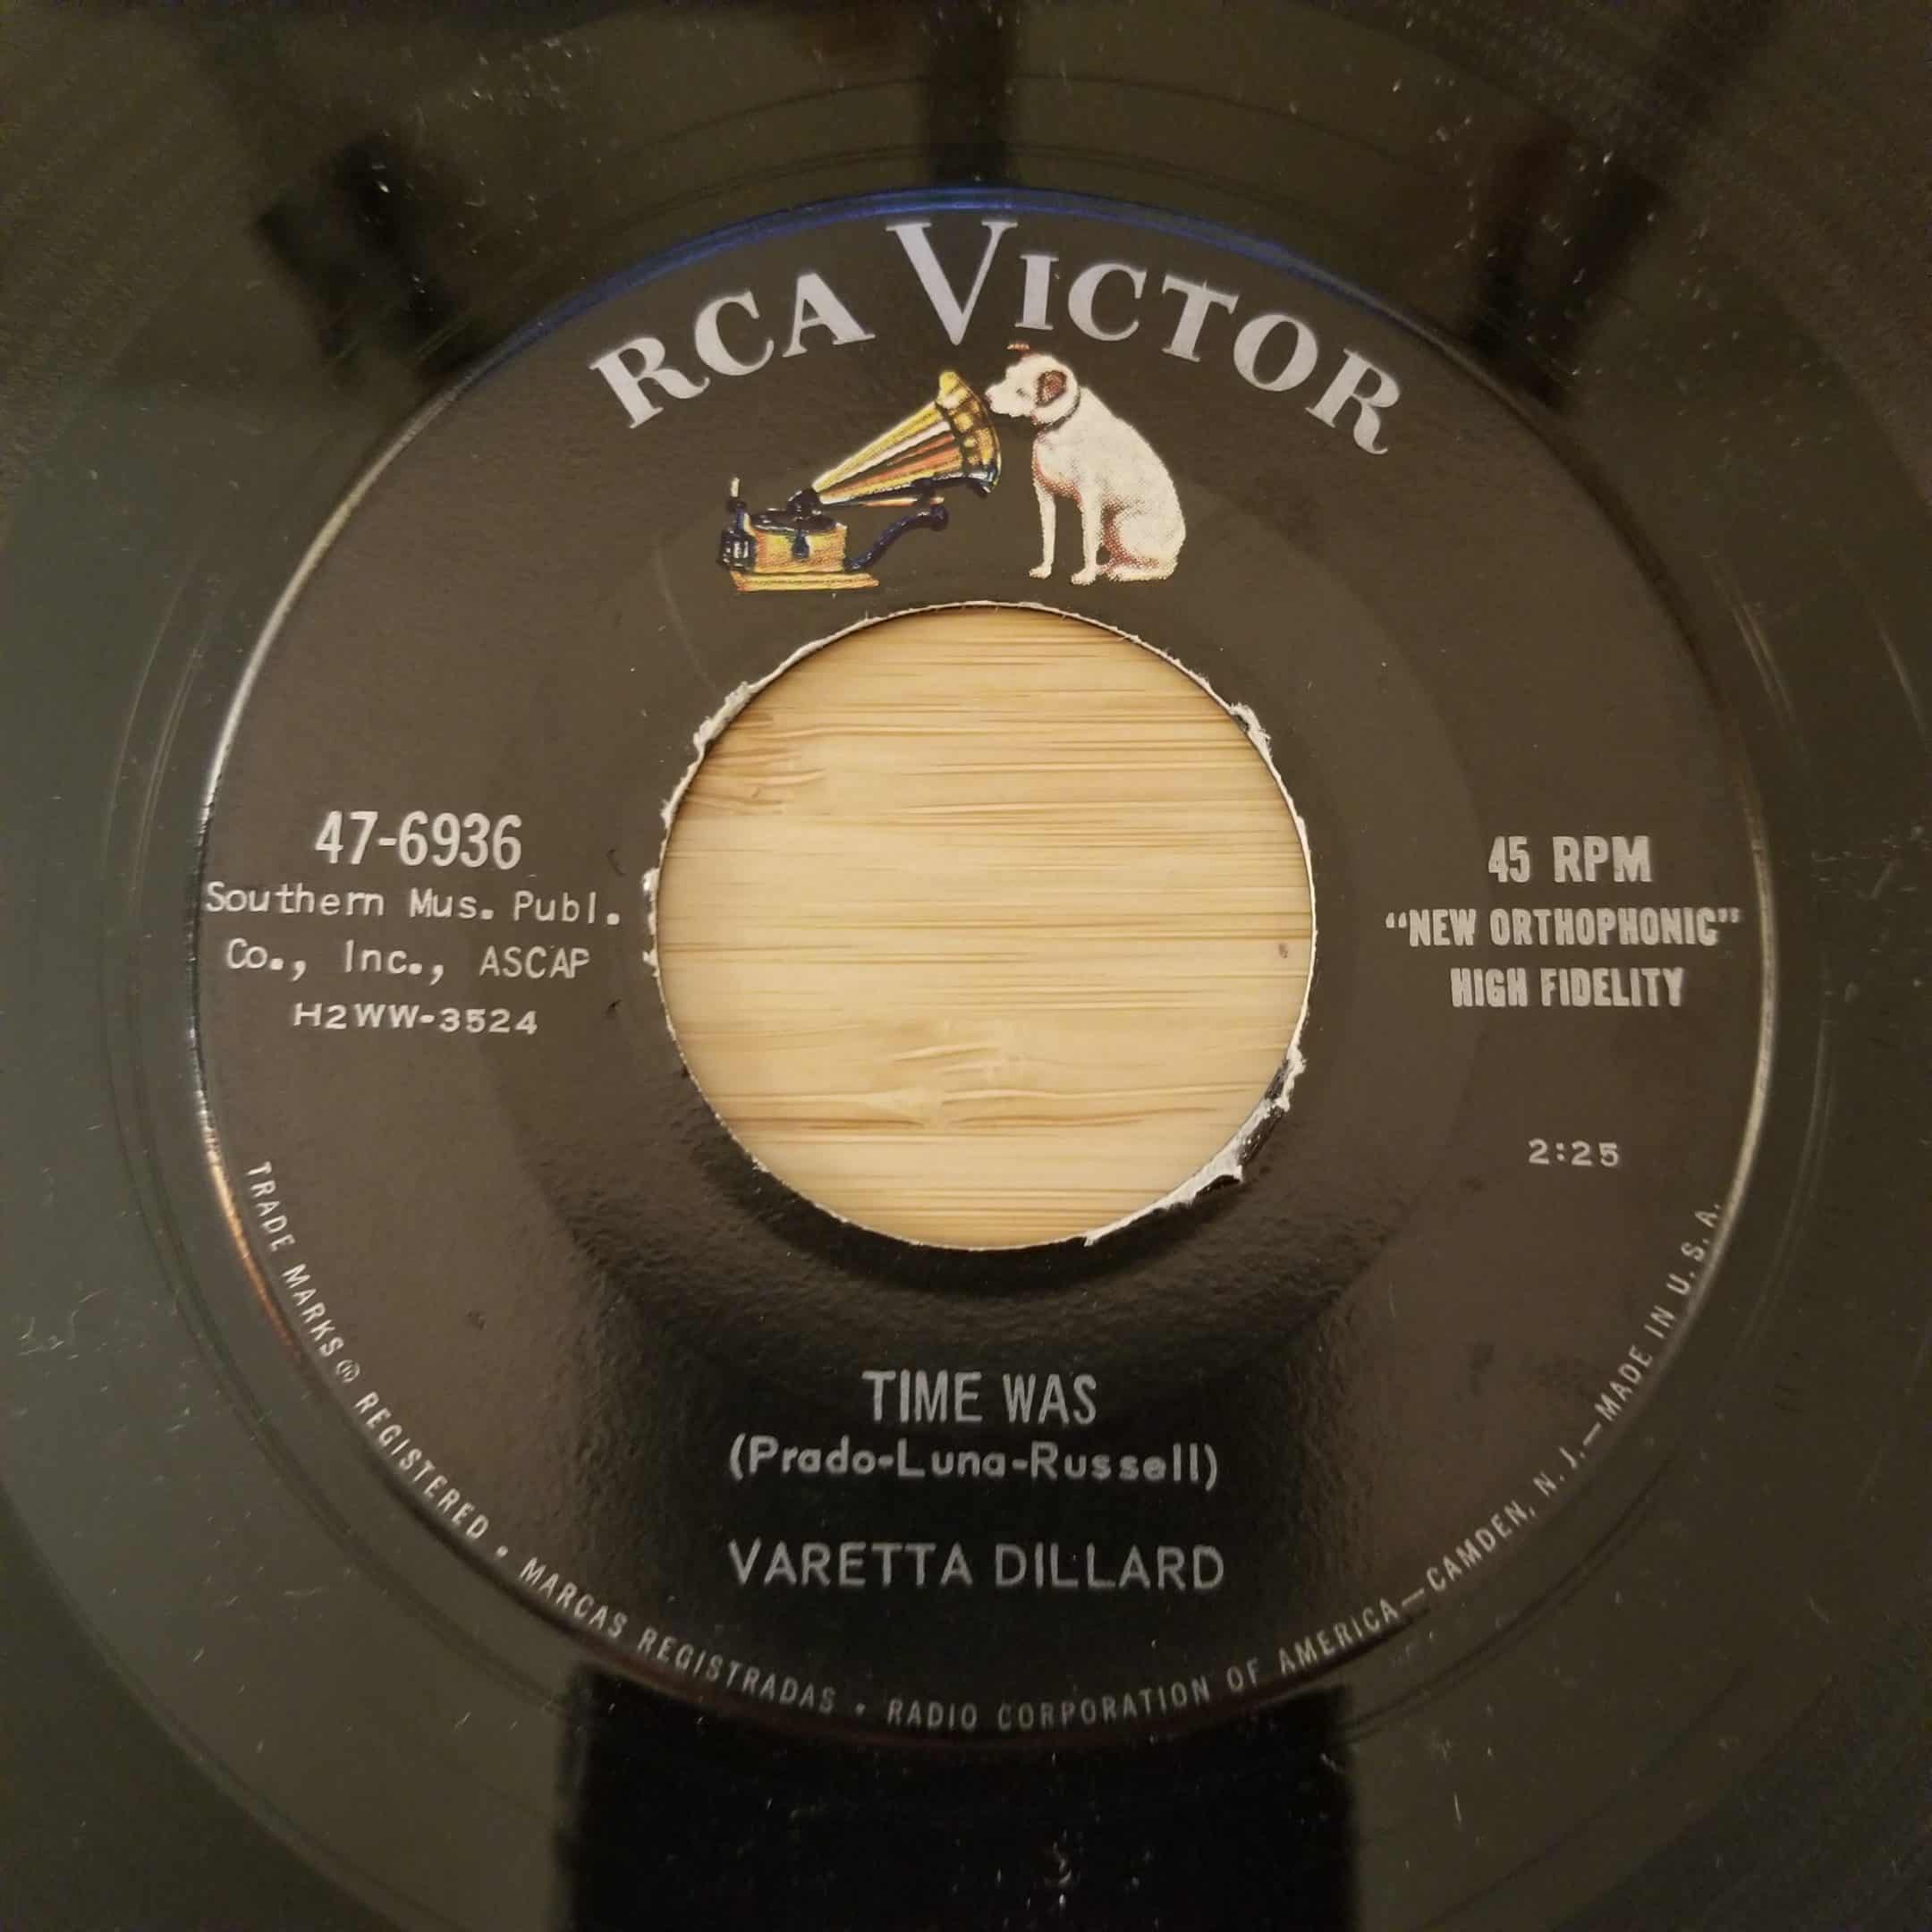 RCA VICTOR
47-6936
Southern Mus. Publ.
Co., Inc., ASCAP
H2WW-3524
45 RPM
“NEW ORTHOPHONIC”
HIGH FIDELITY
2:25
TIME WAS
(Prado-Luna-Russell)
VARETTA DILLARD
TRADE MARKS ® REGISTERED • MARCAS REGISTRADAS • RADIO CORPORATION OF AMERICA—CAMDEN, N. J.—MADE IN U. S. A.